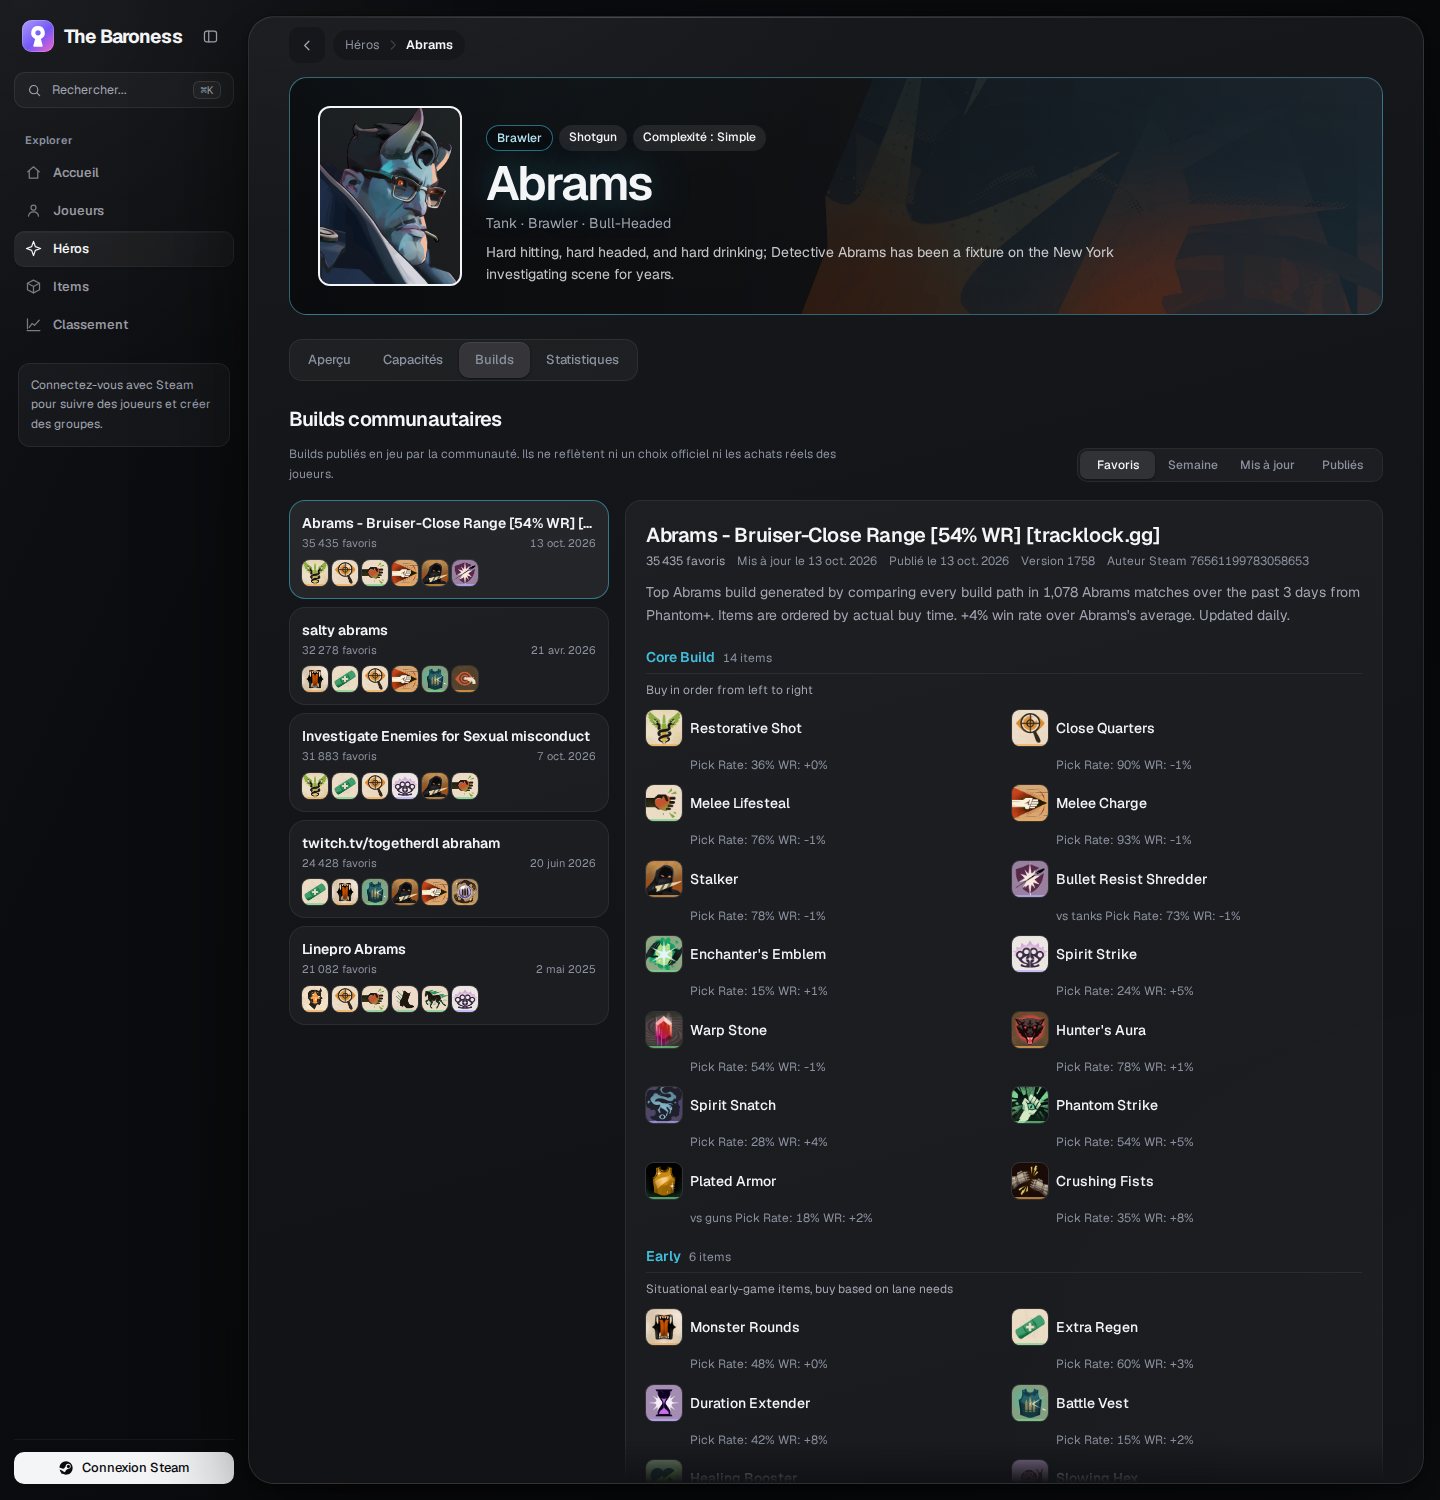 The Baroness
Rechercher...
⌘K
Explorer
Accueil
Joueurs
Héros
Items
Classement
Connectez-vous avec Steam
pour suivre des joueurs et créer
des groupes.
Connexion Steam
Héros > Abrams
Brawler
Shotgun
Complexité : Simple
Abrams
Tank · Brawler · Bull-Headed
Hard hitting, hard headed, and hard drinking; Detective Abrams has been a fixture on the New York
investigating scene for years.
Aperçu
Capacités
Builds
Statistiques
Builds communautaires
Builds publiés en jeu par la communauté. Ils ne reflètent ni un choix officiel ni les achats réels des
joueurs.
Favoris
Semaine
Mis à jour
Publiés
Abrams - Bruiser-Close Range [54% WR] [...
35 435 favoris
13 oct. 2026
salty abrams
32 278 favoris
21 avr. 2026
Investigate Enemies for Sexual misconduct
31 883 favoris
7 oct. 2026
twitch.tv/togetherdl abraham
24 428 favoris
20 juin 2026
Linepro Abrams
21 082 favoris
2 mai 2025
Abrams - Bruiser-Close Range [54% WR] [tracklock.gg]
35 435 favoris
Mis à jour le 13 oct. 2026
Publié le 13 oct. 2026
Version 1758
Auteur Steam 76561199783058653
Top Abrams build generated by comparing every build path in 1,078 Abrams matches over the past 3 days from
Phantom+. Items are ordered by actual buy time. +4% win rate over Abrams's average. Updated daily.
Core Build
14 items
Buy in order from left to right
Restorative Shot
Pick Rate: 36% WR: +0%
Close Quarters
Pick Rate: 90% WR: -1%
Melee Lifesteal
Pick Rate: 76% WR: -1%
Melee Charge
Pick Rate: 93% WR: -1%
Stalker
Pick Rate: 78% WR: -1%
Bullet Resist Shredder
vs tanks Pick Rate: 73% WR: -1%
Enchanter's Emblem
Pick Rate: 15% WR: +1%
Spirit Strike
Pick Rate: 24% WR: +5%
Warp Stone
Pick Rate: 54% WR: -1%
Hunter's Aura
Pick Rate: 78% WR: +1%
Spirit Snatch
Pick Rate: 28% WR: +4%
Phantom Strike
Pick Rate: 54% WR: +5%
Plated Armor
vs guns Pick Rate: 18% WR: +2%
Crushing Fists
Pick Rate: 35% WR: +8%
Early
6 items
Situational early-game items, buy based on lane needs
Monster Rounds
Pick Rate: 48% WR: +0%
Extra Regen
Pick Rate: 60% WR: +3%
Duration Extender
Pick Rate: 42% WR: +8%
Battle Vest
Pick Rate: 15% WR: +2%
Healing Booster
Slowing Hex